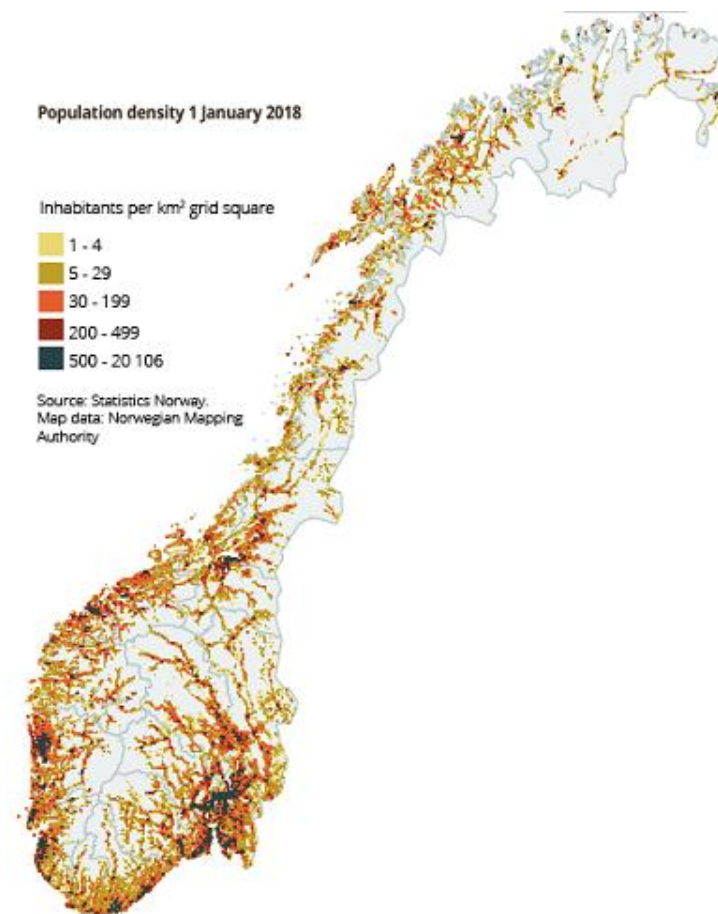 Population density 1 January 2018
Inhabitants per km² grid square
1 - 4
5 - 29
30 - 199
200 - 499
500 - 20 106
Source: Statistics Norway.
Map data: Norwegian Mapping
Authority